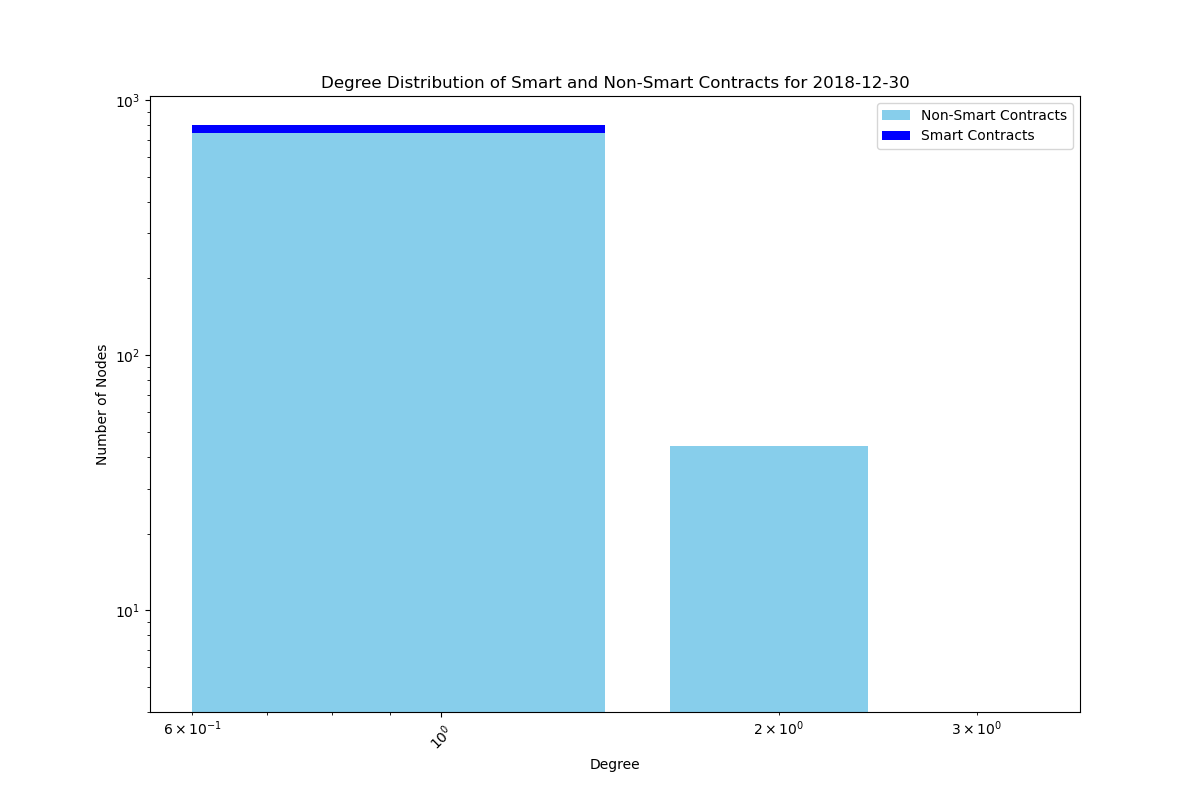 Degree Distribution of Smart and Non-Smart Contracts for 2018-12-30
Non-Smart Contracts
Smart Contracts
Number of Nodes
10³
10²
10¹
6 × 10⁻¹
10⁰
2 × 10⁰
3 × 10⁰
Degree